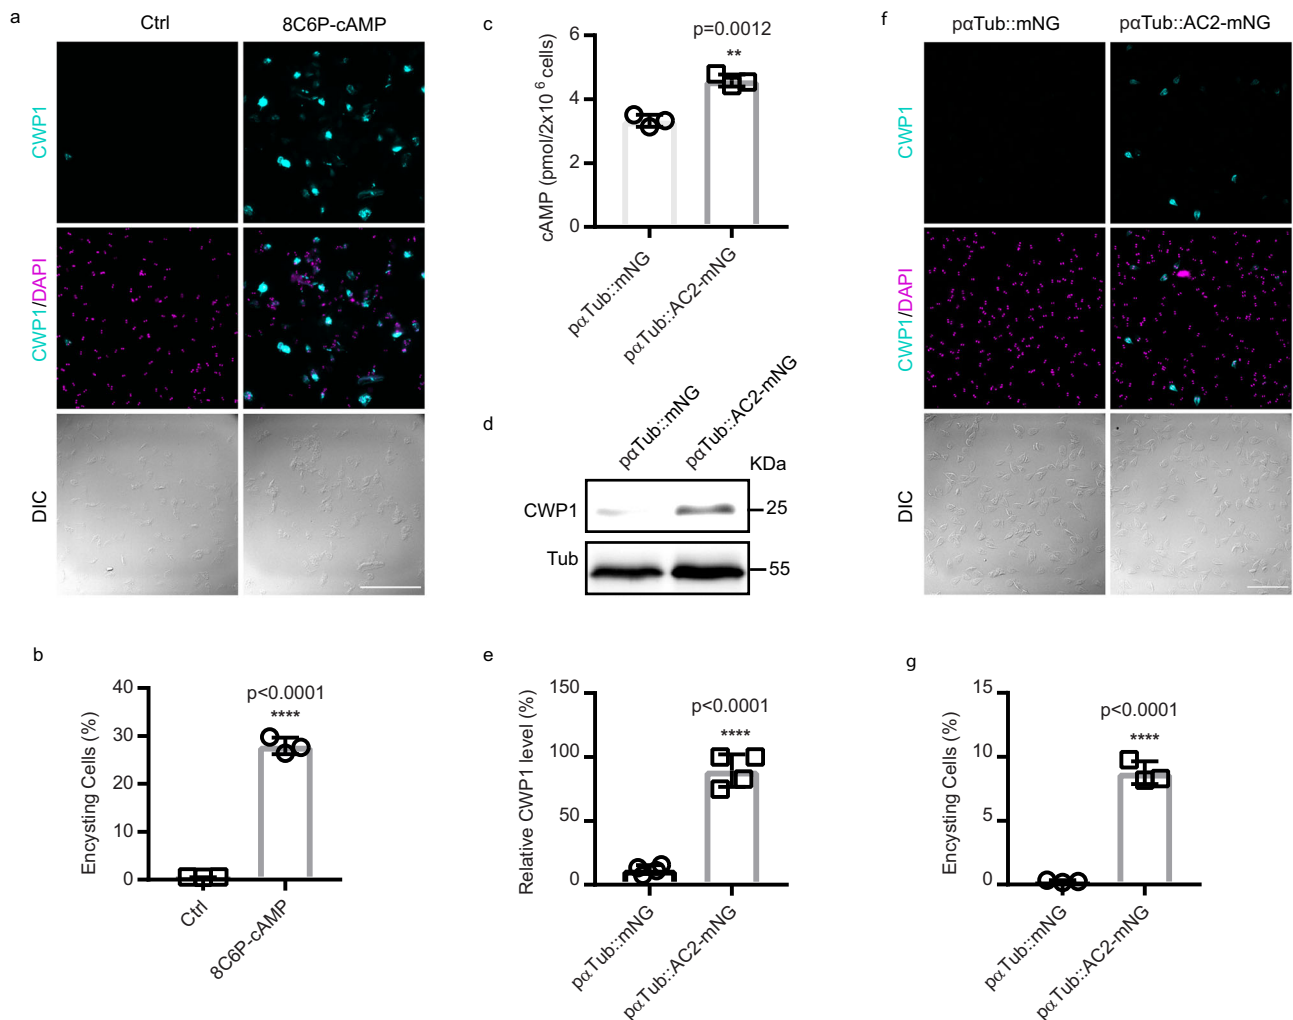 a
Ctrl
8C6P-cAMP
CWP1
CWP1/DAPI
DIC
b
Encysting Cells (%)
40
30
20
10
0
p<0.0001
****
Ctrl
8C6P-cAMP
c
cAMP (pmol/2x10 6 cells)
6
4
2
0
p=0.0012
**
pαTub::mNG
pαTub::AC2-mNG
d
pαTub::mNG
pαTub::AC2-mNG
KDa
CWP1
25
Tub
55
e
Relative CWP1 level (%)
150
100
50
0
p<0.0001
****
pαTub::mNG
pαTub::AC2-mNG
f
pαTub::mNG
pαTub::AC2-mNG
CWP1
CWP1/DAPI
DIC
g
Encysting Cells (%)
15
10
5
0
p<0.0001
****
pαTub::mNG
pαTub::AC2-mNG